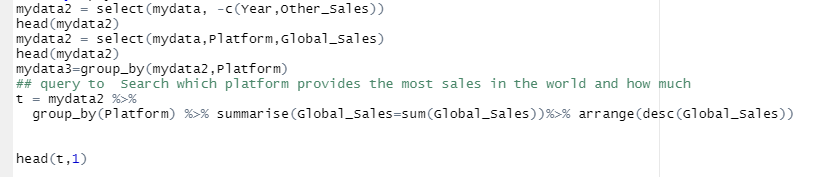 mydata2 = select(mydata, -c(Year,Other_Sales))
head(mydata2)
mydata2 = select(mydata,Platform,Global_Sales)
head(mydata2)
mydata3=group_by(mydata2,Platform)
## query to  Search which platform provides the most sales in the world and how much
t = mydata2 %>%
  group_by(Platform) %>% summarise(Global_Sales=sum(Global_Sales))%>% arrange(desc(Global_Sales))
head(t,1)